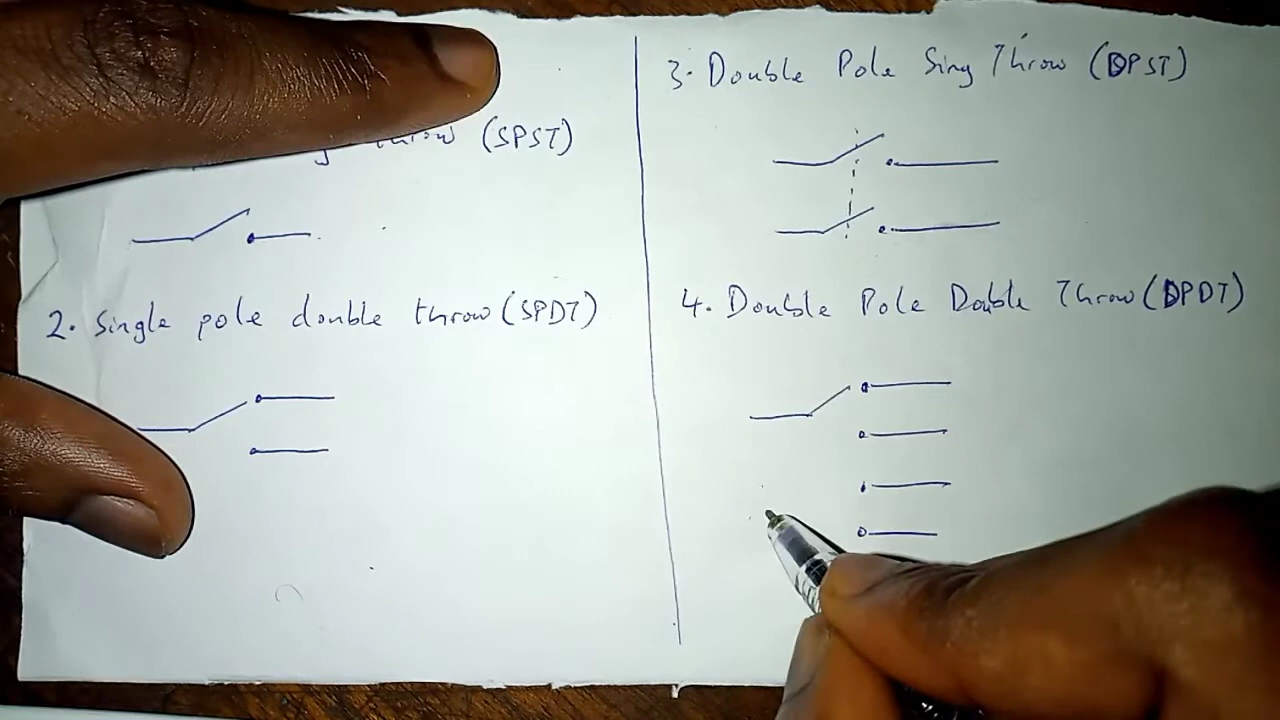 throw (SPST)
2. Single pole double throw (SPDT)
3. Double Pole Sing Throw (DPST)
4. Double Pole Double Throw (DPDT)